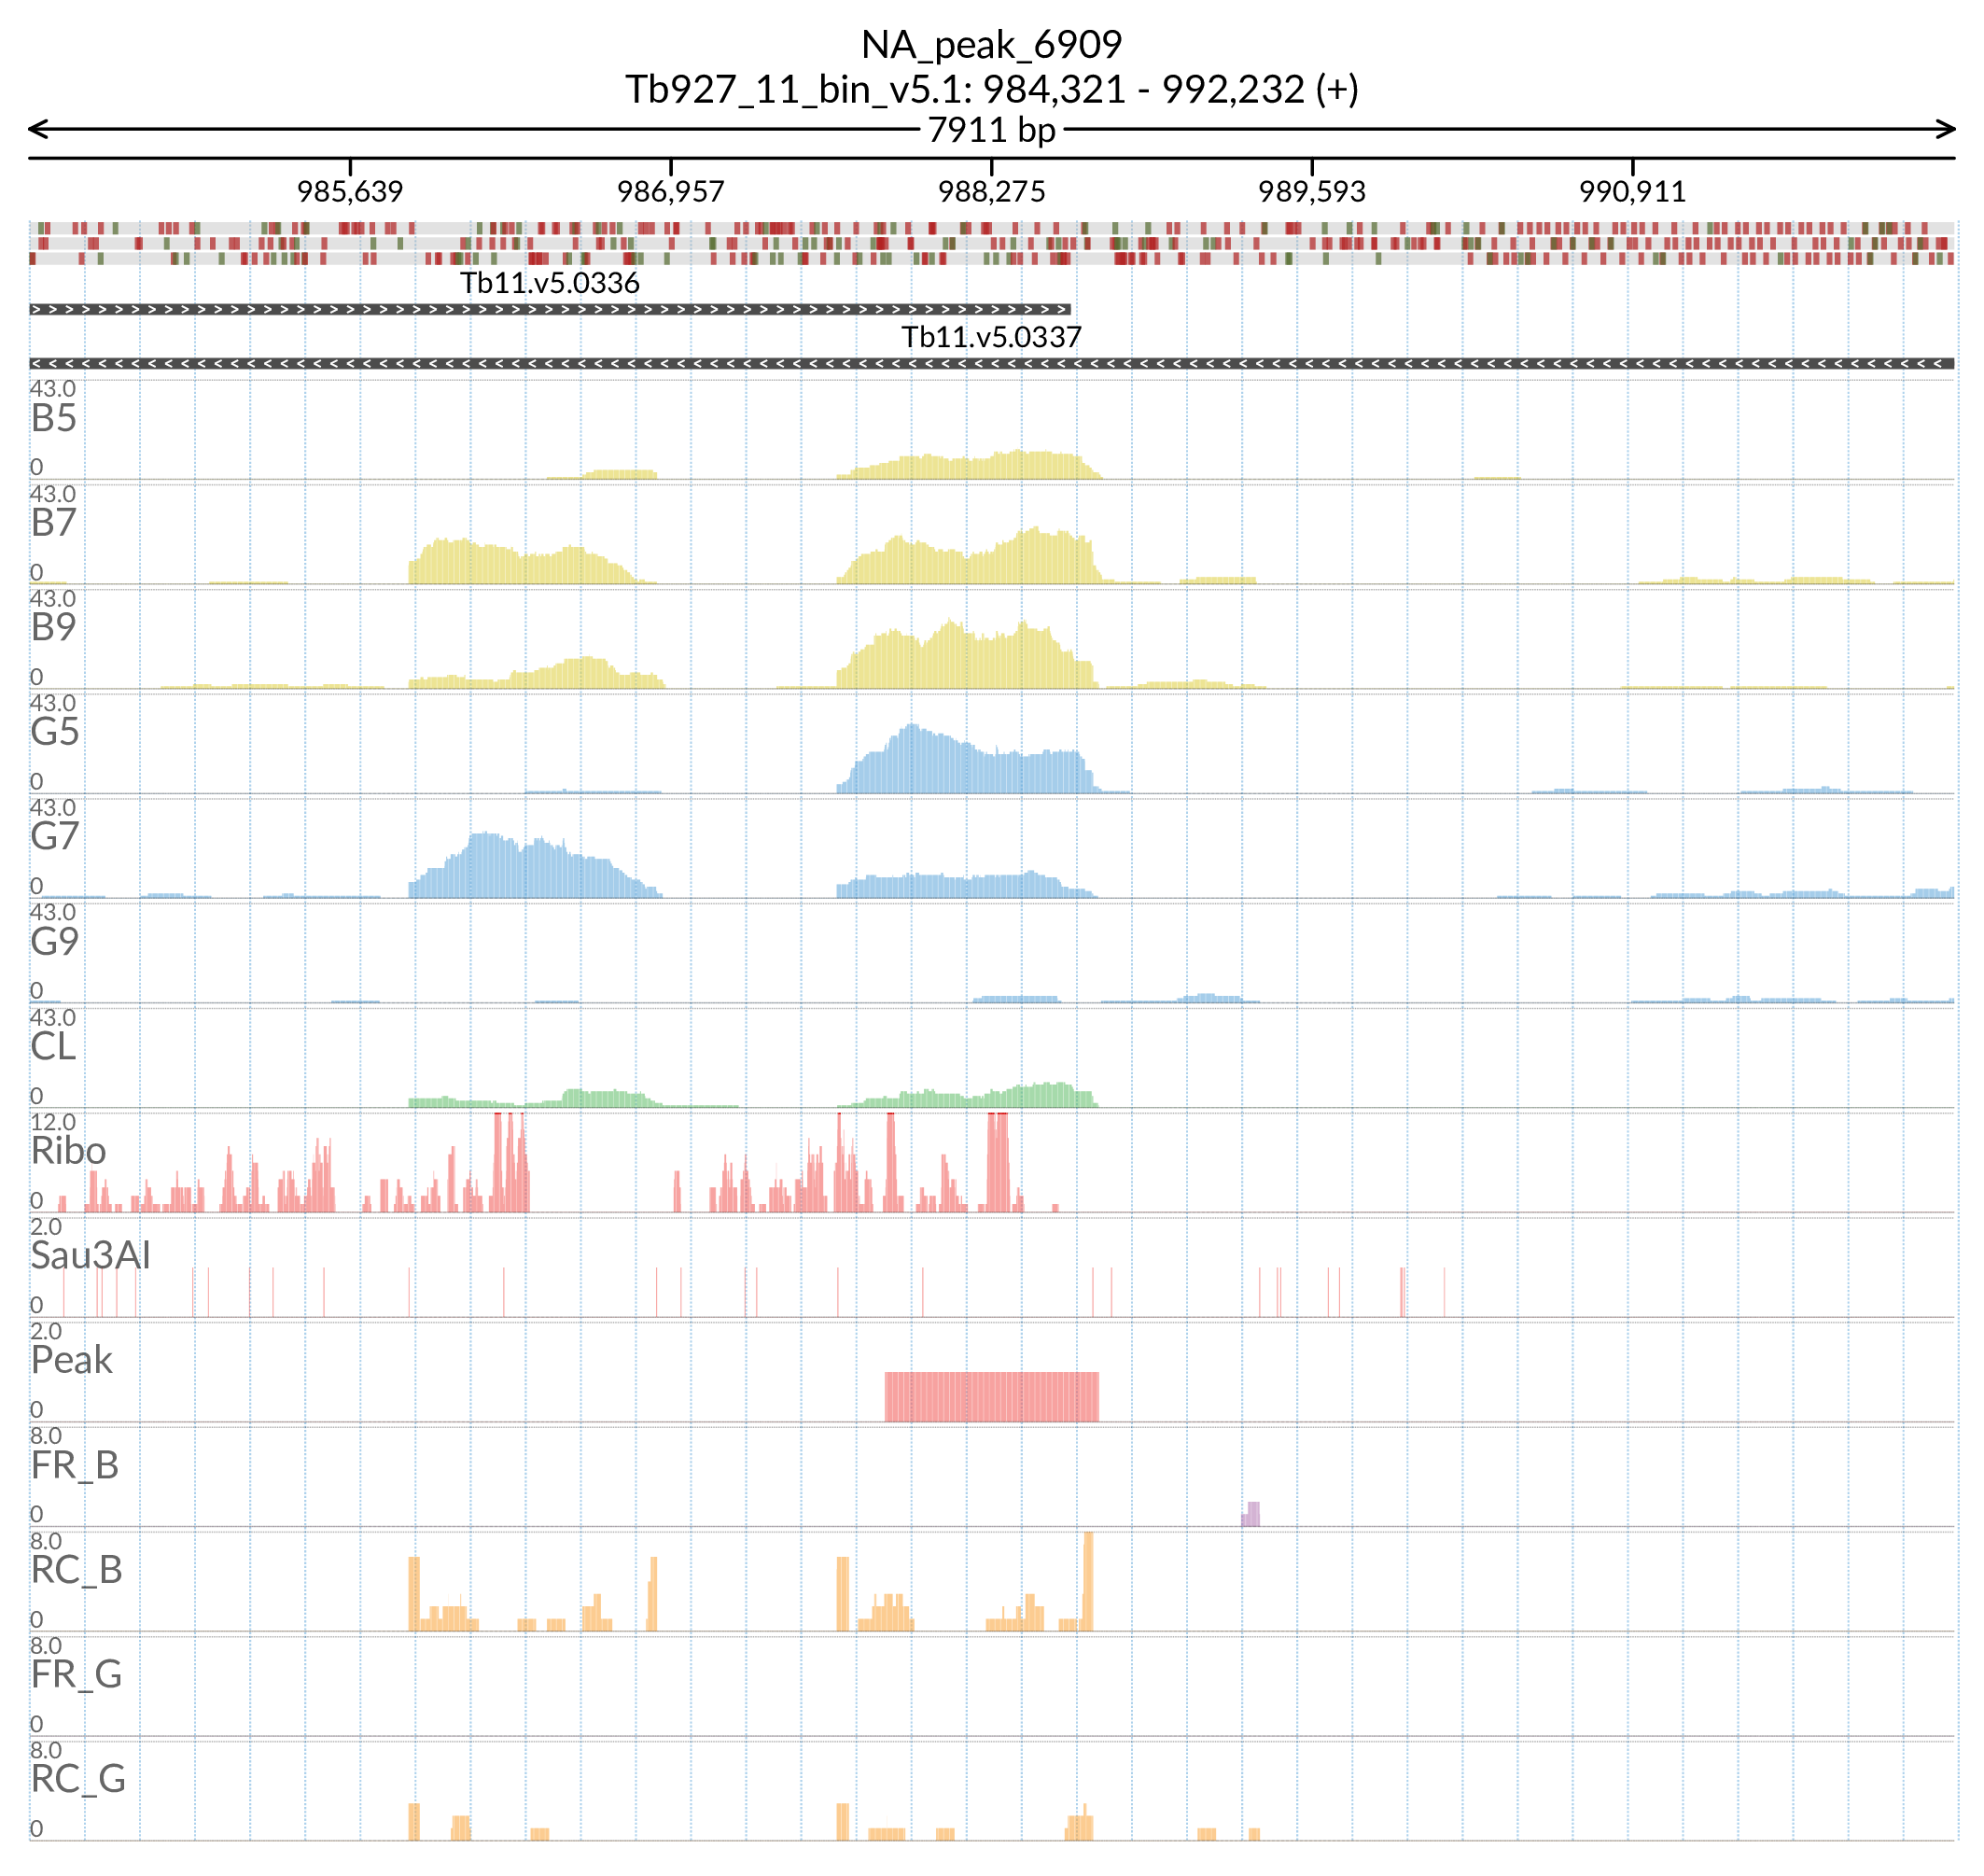 NA_peak_6909
Tb927_11_bin_v5.1: 984,321 - 992,232 (+)
7911 bp
985,639 986,957 988,275 989,593 990,911
Tb11.v5.0336
Tb11.v5.0337
43.0
B5
0
43.0
B7
0
43.0
B9
0
43.0
G5
0
43.0
G7
0
43.0
G9
0
43.0
CL
0
12.0
Ribo
0
2.0
Sau3AI
0
2.0
Peak
0
8.0
FR_B
0
8.0
RC_B
0
8.0
FR_G
0
8.0
RC_G
0